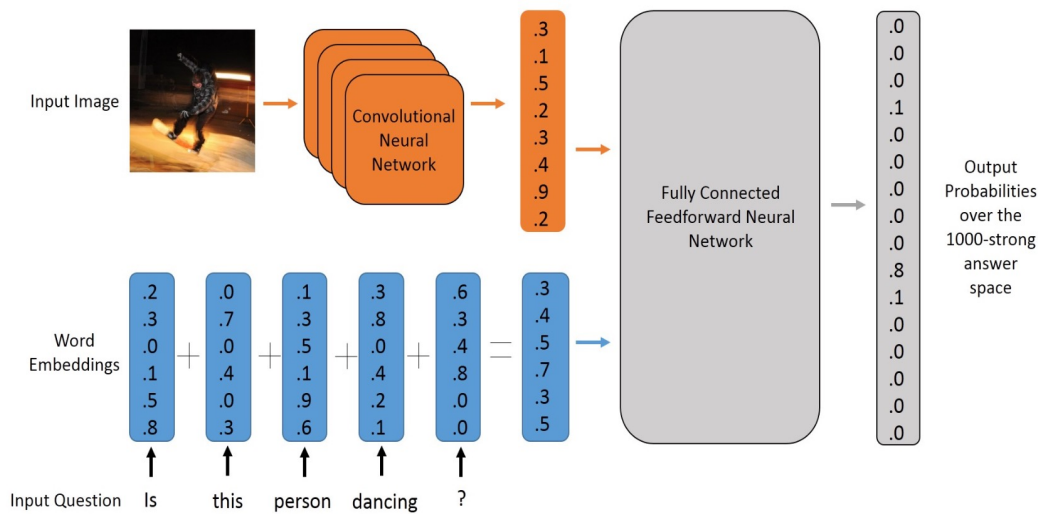 Input Image
Convolutional
Neural
Network
.3
.1
.5
.2
.3
.4
.9
.2
Fully Connected
Feedforward Neural
Network
.0
.0
.0
.1
.0
.0
.0
.0
.0
.8
.1
.0
.0
.0
.0
.0
Output
Probabilities
over the
1000-strong
answer
space
Word
Embeddings
.2 .0 .1 .3 .6 .3
.3 .7 .3 .8 .3 .4
.0 + .0 + .5 + .0 + .4 = .5
.1 .4 .1 .4 .8 .7
.5 .0 .9 .2 .0 .3
.8 .3 .6 .1 .0 .5
Input Question Is this person dancing ?